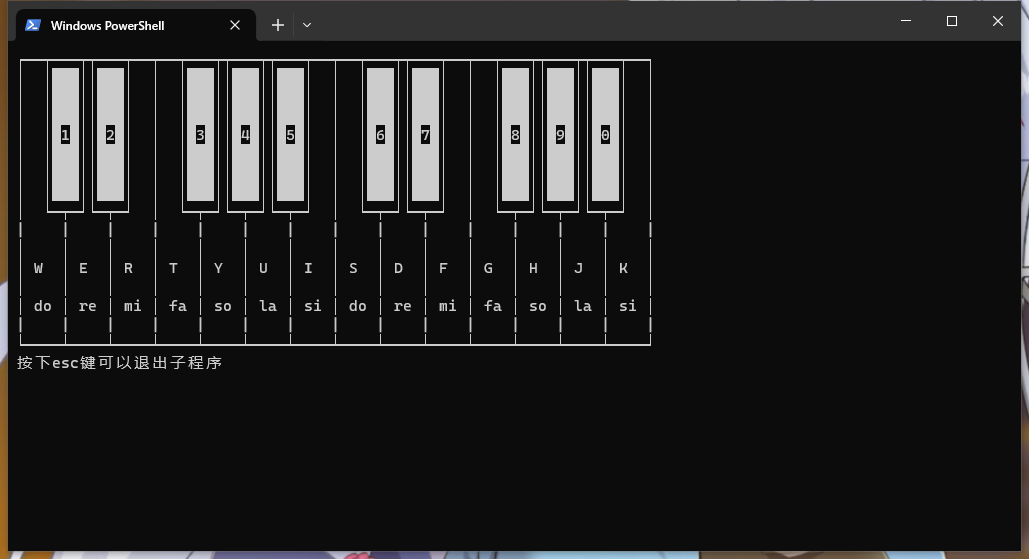 Windows PowerShell
1 2 3 4 5 6 7 8 9 0
W E R T Y U I S D F G H J K
do re mi fa so la si do re mi fa so la si
按下esc键可以退出子程序